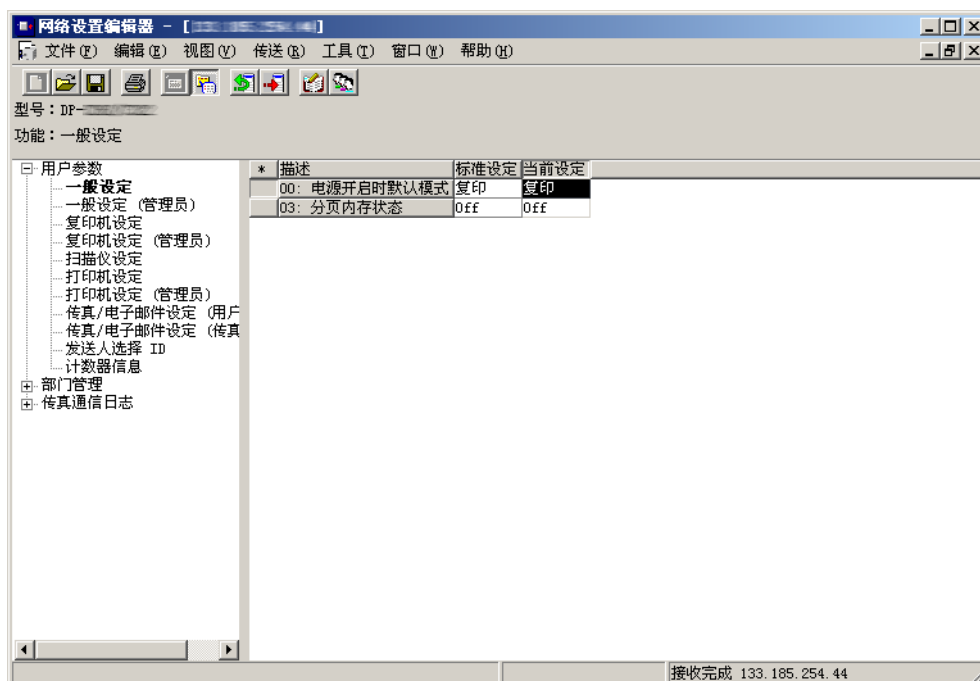 网络设置编辑器 - [ ]
文件(F) 编辑(E) 视图(V) 传送(R) 工具(T) 窗口(W) 帮助(H)
型号：DP-
功能：一般设定
用户参数
一般设定
一般设定 (管理员)
复印机设定
复印机设定 (管理员)
扫描仪设定
打印机设定
打印机设定 (管理员)
传真/电子邮件设定 (用户
传真/电子邮件设定 (传真
发送人选择 ID
计数器信息
部门管理
传真通信日志
* 描述 标准设定 当前设定
00: 电源开启时默认模式 复印 复印
03: 分页内存状态 Off Off
接收完成 133.185.254.44